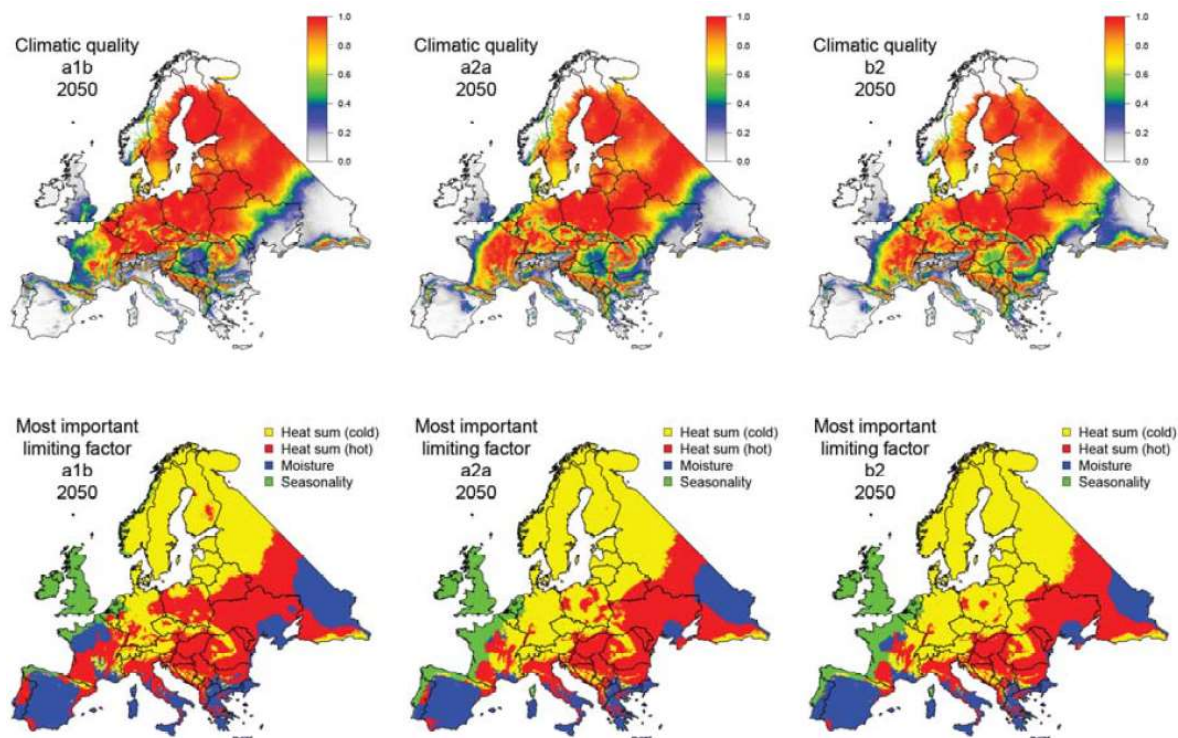 Climatic quality
a1b
2050
1.0
0.8
0.6
0.4
0.2
0.0
Climatic quality
a2a
2050
1.0
0.8
0.6
0.4
0.2
0.0
Climatic quality
b2
2050
1.0
0.8
0.6
0.4
0.2
0.0
Most important
limiting factor
a1b
2050
Heat sum (cold)
Heat sum (hot)
Moisture
Seasonality
Most important
limiting factor
a2a
2050
Heat sum (cold)
Heat sum (hot)
Moisture
Seasonality
Most important
limiting factor
b2
2050
Heat sum (cold)
Heat sum (hot)
Moisture
Seasonality